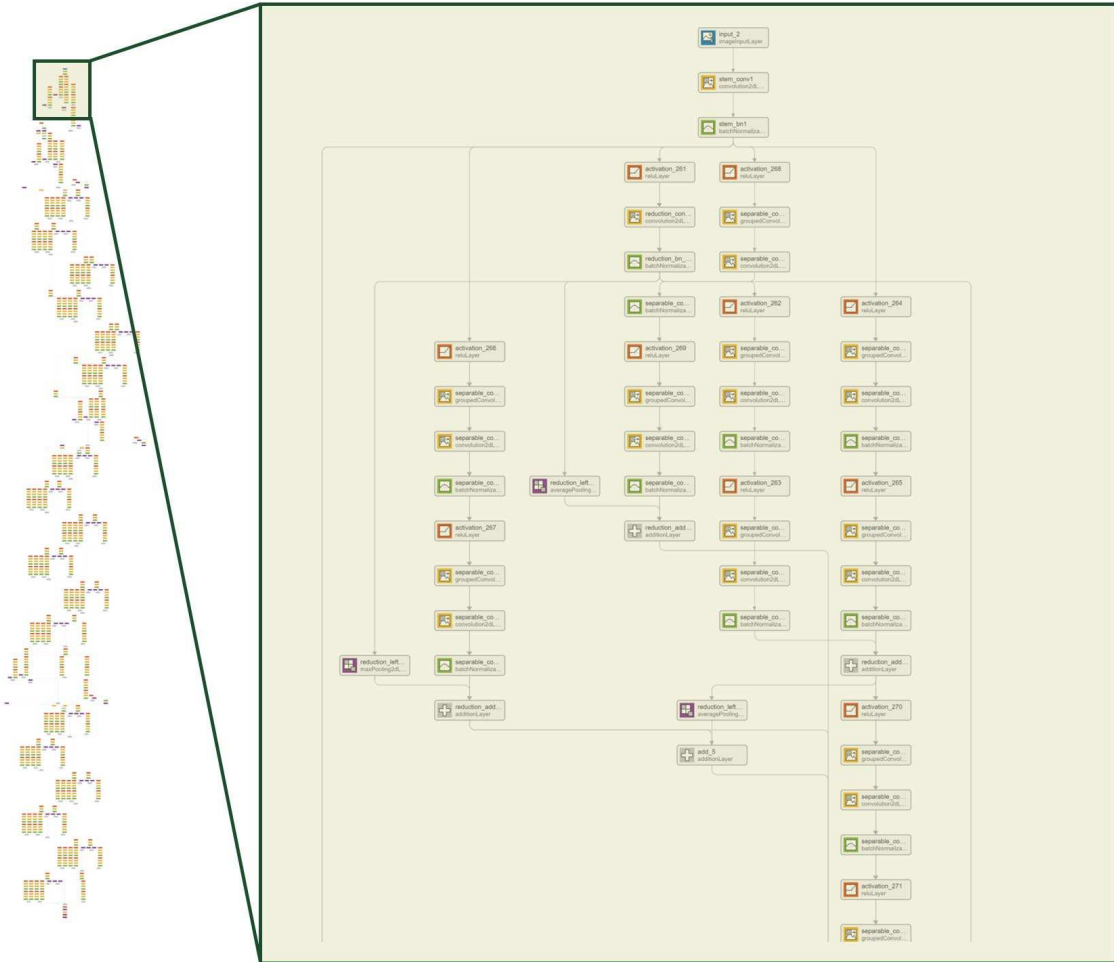 input_2
imageInputLayer
stem_conv1
convolution2dL...
stem_bn1
batchNormaliza...
activation_261
reluLayer
activation_268
reluLayer
reduction_con...
convolution2dL...
separable_co...
groupedConvol...
reduction_bn_...
batchNormaliza...
separable_co...
convolution2dL...
separable_co...
batchNormaliza...
activation_262
reluLayer
activation_264
reluLayer
activation_266
reluLayer
activation_269
reluLayer
separable_co...
groupedConvol...
separable_co...
groupedConvol...
separable_co...
groupedConvol...
separable_co...
groupedConvol...
separable_co...
convolution2dL...
separable_co...
convolution2dL...
separable_co...
convolution2dL...
separable_co...
convolution2dL...
separable_co...
batchNormaliza...
separable_co...
batchNormaliza...
separable_co...
batchNormaliza...
reduction_left...
averagePooling...
separable_co...
batchNormaliza...
activation_263
reluLayer
activation_265
reluLayer
activation_267
reluLayer
reduction_add...
additionLayer
separable_co...
groupedConvol...
separable_co...
groupedConvol...
separable_co...
groupedConvol...
separable_co...
convolution2dL...
separable_co...
convolution2dL...
separable_co...
convolution2dL...
separable_co...
batchNormaliza...
separable_co...
batchNormaliza...
reduction_left...
maxPooling2dL...
separable_co...
batchNormaliza...
reduction_add...
additionLayer
reduction_add...
additionLayer
reduction_left...
averagePooling...
activation_270
reluLayer
add_5
additionLayer
separable_co...
groupedConvol...
separable_co...
convolution2dL...
separable_co...
batchNormaliza...
activation_271
reluLayer
separable_co...
groupedConvol...